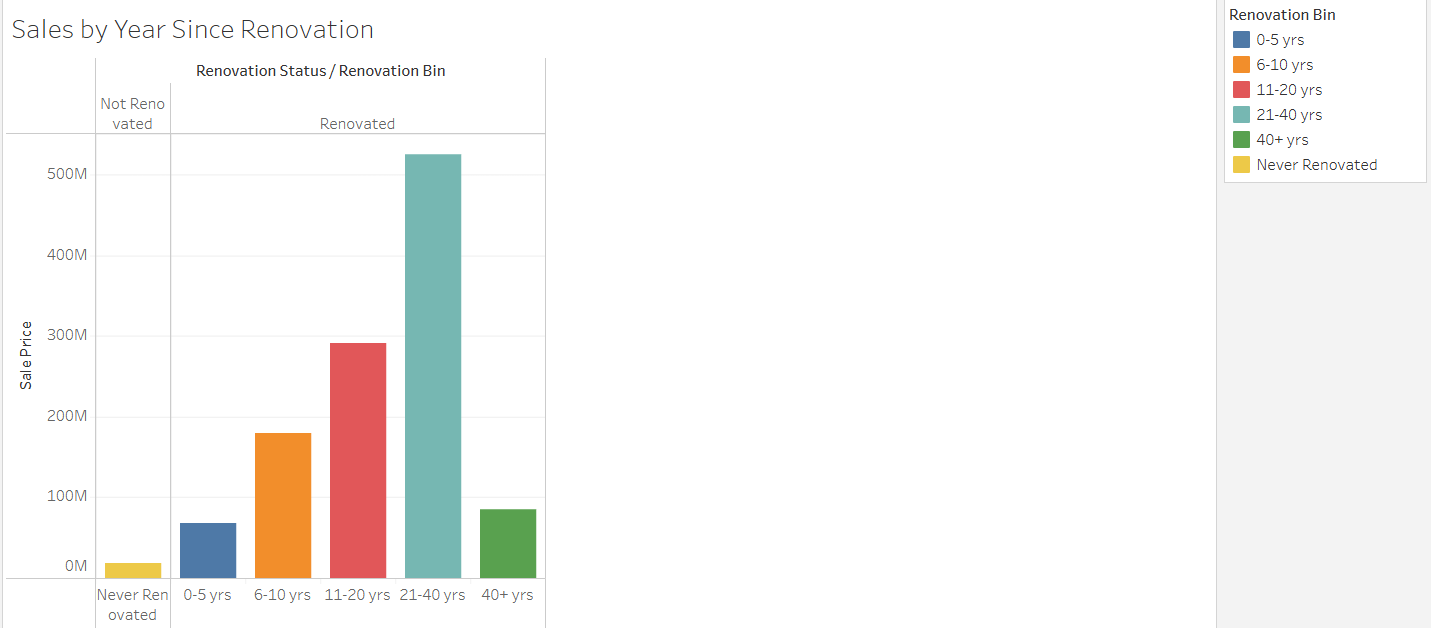 Sales by Year Since Renovation
Renovation Status / Renovation Bin
Not Reno
vated
Renovated
500M
400M
300M
200M
100M
0M
Sale Price
Never Ren
ovated
0-5 yrs
6-10 yrs
11-20 yrs
21-40 yrs
40+ yrs
Renovation Bin
0-5 yrs
6-10 yrs
11-20 yrs
21-40 yrs
40+ yrs
Never Renovated